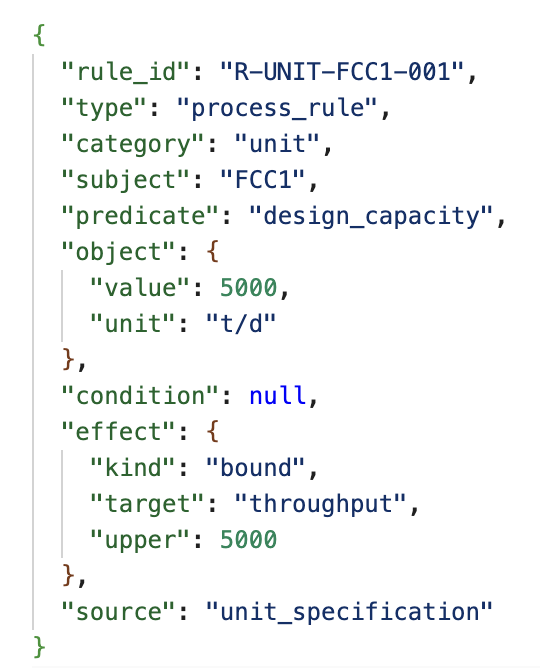 {
  "rule_id": "R-UNIT-FCC1-001",
  "type": "process_rule",
  "category": "unit",
  "subject": "FCC1",
  "predicate": "design_capacity",
  "object": {
    "value": 5000,
    "unit": "t/d"
  },
  "condition": null,
  "effect": {
    "kind": "bound",
    "target": "throughput",
    "upper": 5000
  },
  "source": "unit_specification"
}